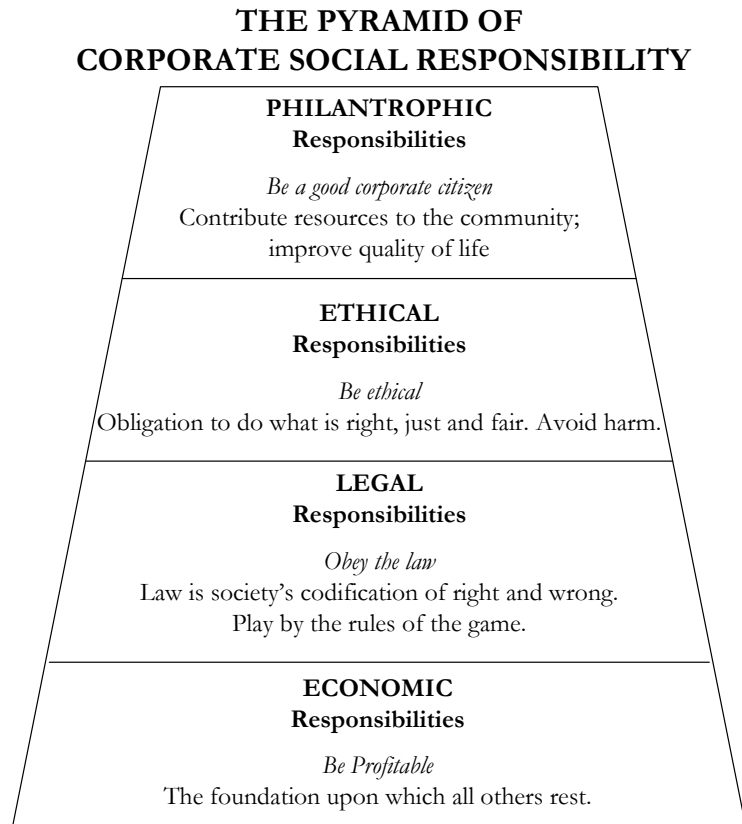 THE PYRAMID OF
CORPORATE SOCIAL RESPONSIBILITY
PHILANTROPHIC
Responsibilities
Be a good corporate citizen
Contribute resources to the community;
improve quality of life
ETHICAL
Responsibilities
Be ethical
Obligation to do what is right, just and fair. Avoid harm.
LEGAL
Responsibilities
Obey the law
Law is society’s codification of right and wrong.
Play by the rules of the game.
ECONOMIC
Responsibilities
Be Profitable
The foundation upon which all others rest.